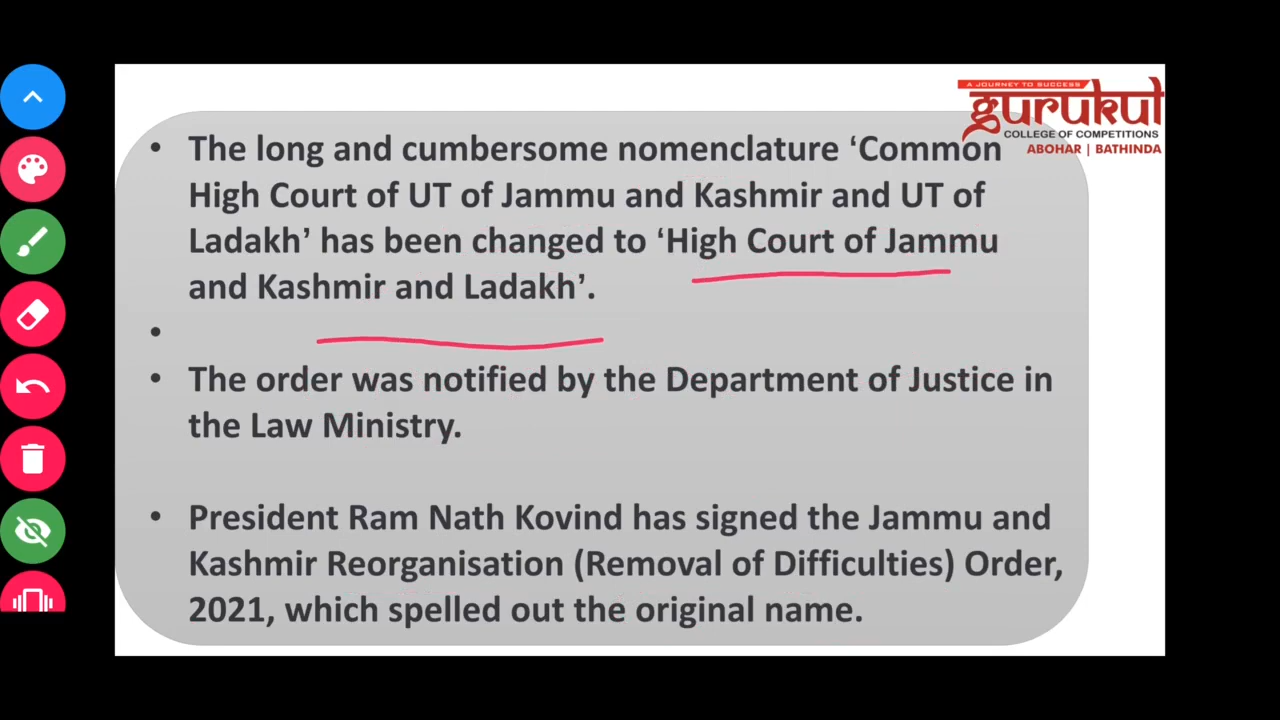 A JOURNEY TO SUCCESS
gurukul
COLLEGE OF COMPETITIONS
ABOHAR | BATHINDA
• The long and cumbersome nomenclature ‘Common
High Court of UT of Jammu and Kashmir and UT of
Ladakh’ has been changed to ‘High Court of Jammu
and Kashmir and Ladakh’.
•
• The order was notified by the Department of Justice in
the Law Ministry.
• President Ram Nath Kovind has signed the Jammu and
Kashmir Reorganisation (Removal of Difficulties) Order,
2021, which spelled out the original name.